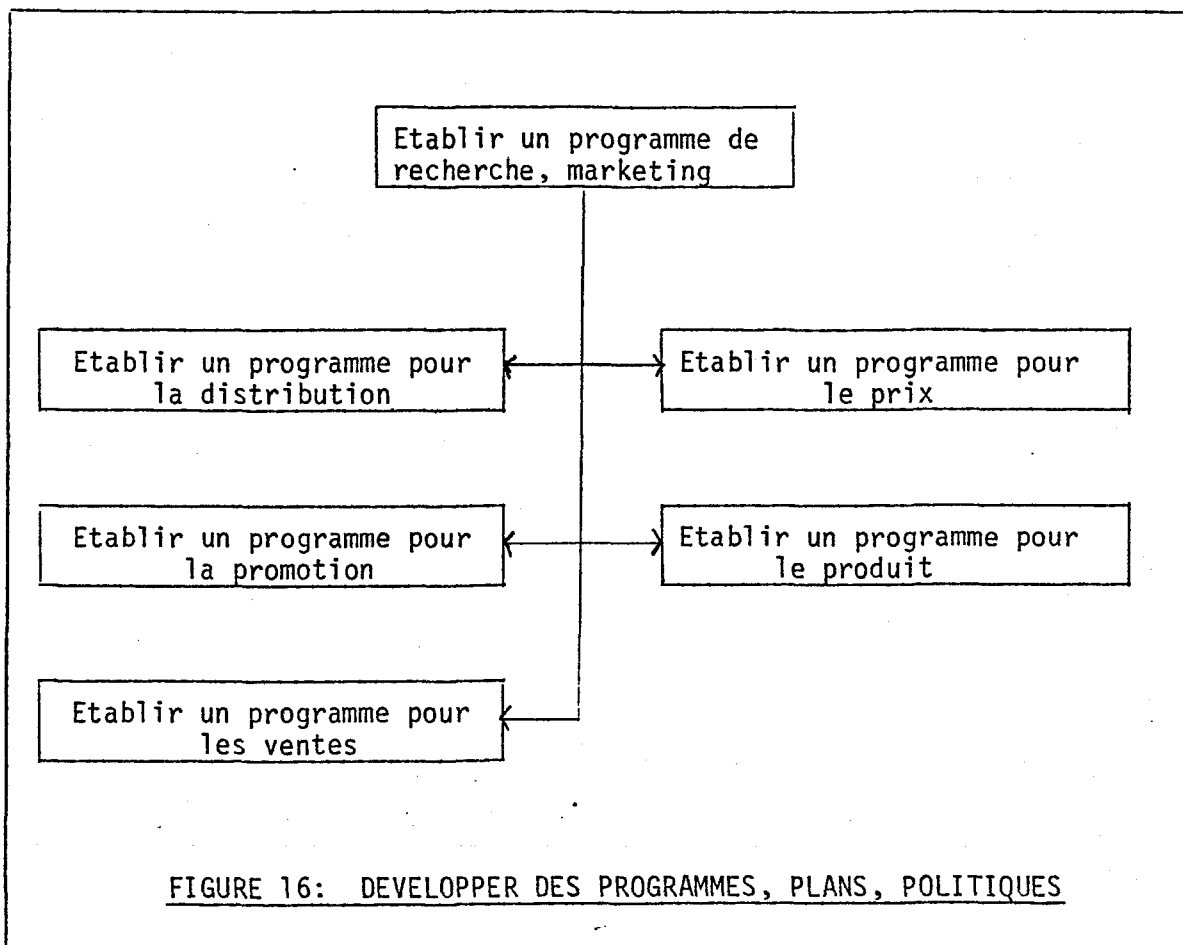 Etablir un programme de
recherche, marketing
Etablir un programme pour
la distribution
Etablir un programme pour
le prix
Etablir un programme pour
la promotion
Etablir un programme pour
le produit
Etablir un programme pour
les ventes
FIGURE 16: DEVELOPPER DES PROGRAMMES, PLANS, POLITIQUES